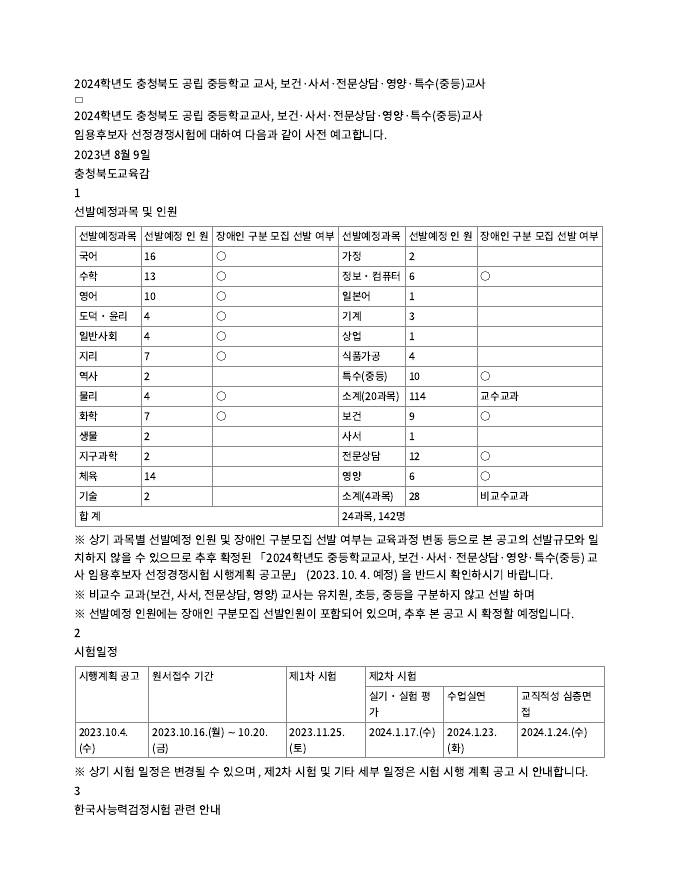 2024학년도 충청북도 공립 중등학교 교사, 보건·사서·전문상담·영양·특수(중등)교사
□
2024학년도 충청북도 공립 중등학교교사, 보건·사서·전문상담·영양·특수(중등)교사
임용후보자 선정경쟁시험에 대하여 다음과 같이 사전 예고합니다.
2023년 8월 9일
충청북도교육감
1
선발예정과목 및 인원
선발예정과목 선발예정 인 원 장애인 구분 모집 선발 여부 선발예정과목 선발예정 인 원 장애인 구분 모집 선발 여부
국어 16 ○ 가정 2
수학 13 ○ 정보·컴퓨터 6 ○
영어 10 ○ 일본어 1
도덕·윤리 4 ○ 기계 3
일반사회 4 ○ 상업 1
지리 7 ○ 식품가공 4
역사 2 특수(중등) 10 ○
물리 4 ○ 소계(20과목) 114 교수교과
화학 7 ○ 보건 9 ○
생물 2 사서 1
지구과학 2 전문상담 12 ○
체육 14 영양 6 ○
기술 2 소계(4과목) 28 비교수교과
합 계 24과목, 142명
※ 상기 과목별 선발예정 인원 및 장애인 구분모집 선발 여부는 교육과정 변동 등으로 본 공고의 선발규모와 일
치하지 않을 수 있으므로 추후 확정된 「2024학년도 중등학교교사, 보건·사서· 전문상담·영양·특수(중등) 교
사 임용후보자 선정경쟁시험 시행계획 공고문」 (2023. 10. 4. 예정) 을 반드시 확인하시기 바랍니다.
※ 비교수 교과(보건, 사서, 전문상담, 영양) 교사는 유치원, 초등, 중등을 구분하지 않고 선발 하며
※ 선발예정 인원에는 장애인 구분모집 선발인원이 포함되어 있으며, 추후 본 공고 시 확정할 예정입니다.
2
시험일정
시행계획 공고 원서접수 기간 제1차 시험 제2차 시험
실기·실험 평 수업실연 교직적성 심층면
가 접
2023.10.4. 2023.10.16.(월) ~ 10.20. 2023.11.25. 2024.1.17.(수) 2024.1.23. 2024.1.24.(수)
(수) (금) (토) (화)
※ 상기 시험 일정은 변경될 수 있으며, 제2차 시험 및 기타 세부 일정은 시험 시행 계획 공고 시 안내합니다.
3
한국사능력검정시험 관련 안내